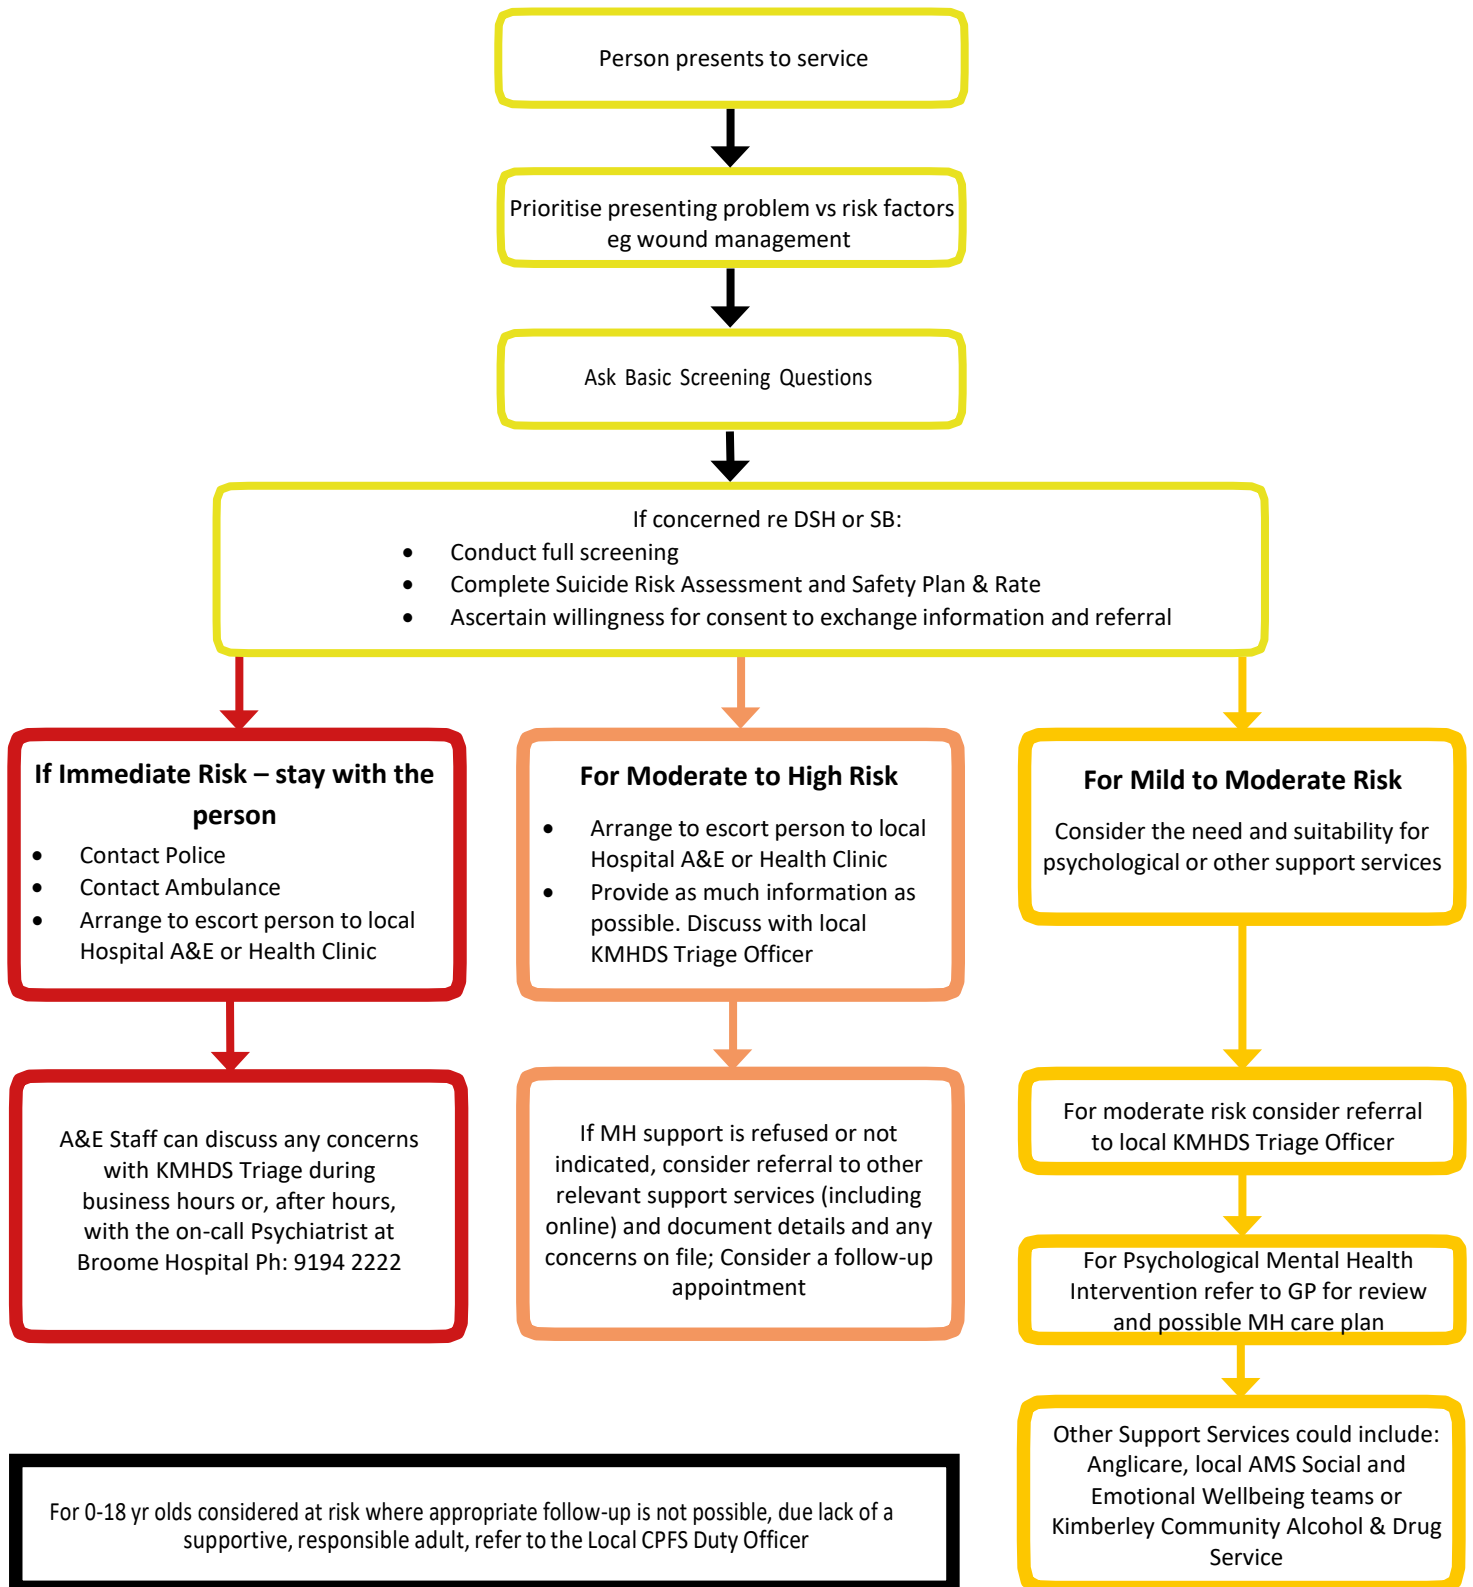 Person presents to service
Prioritise presenting problem vs risk factors
eg wound management
Ask Basic Screening Questions
If concerned re DSH or SB:
• Conduct full screening
• Complete Suicide Risk Assessment and Safety Plan & Rate
• Ascertain willingness for consent to exchange information and referral
If Immediate Risk – stay with the
person
• Contact Police
• Contact Ambulance
• Arrange to escort person to local
Hospital A&E or Health Clinic
For Moderate to High Risk
• Arrange to escort person to local
Hospital A&E or Health Clinic
• Provide as much information as
possible. Discuss with local
KMHDS Triage Officer
For Mild to Moderate Risk
Consider the need and suitability for
psychological or other support services
A&E Staff can discuss any concerns
with KMHDS Triage during
business hours or, after hours,
with the on-call Psychiatrist at
Broome Hospital Ph: 9194 2222
If MH support is refused or not
indicated, consider referral to other
relevant support services (including
online) and document details and any
concerns on file; Consider a follow-up
appointment
For moderate risk consider referral
to local KMHDS Triage Officer
For Psychological Mental Health
Intervention refer to GP for review
and possible MH care plan
Other Support Services could include:
Anglicare, local AMS Social and
Emotional Wellbeing teams or
Kimberley Community Alcohol & Drug
Service
For 0-18 yr olds considered at risk where appropriate follow-up is not possible, due lack of a
supportive, responsible adult, refer to the Local CPFS Duty Officer